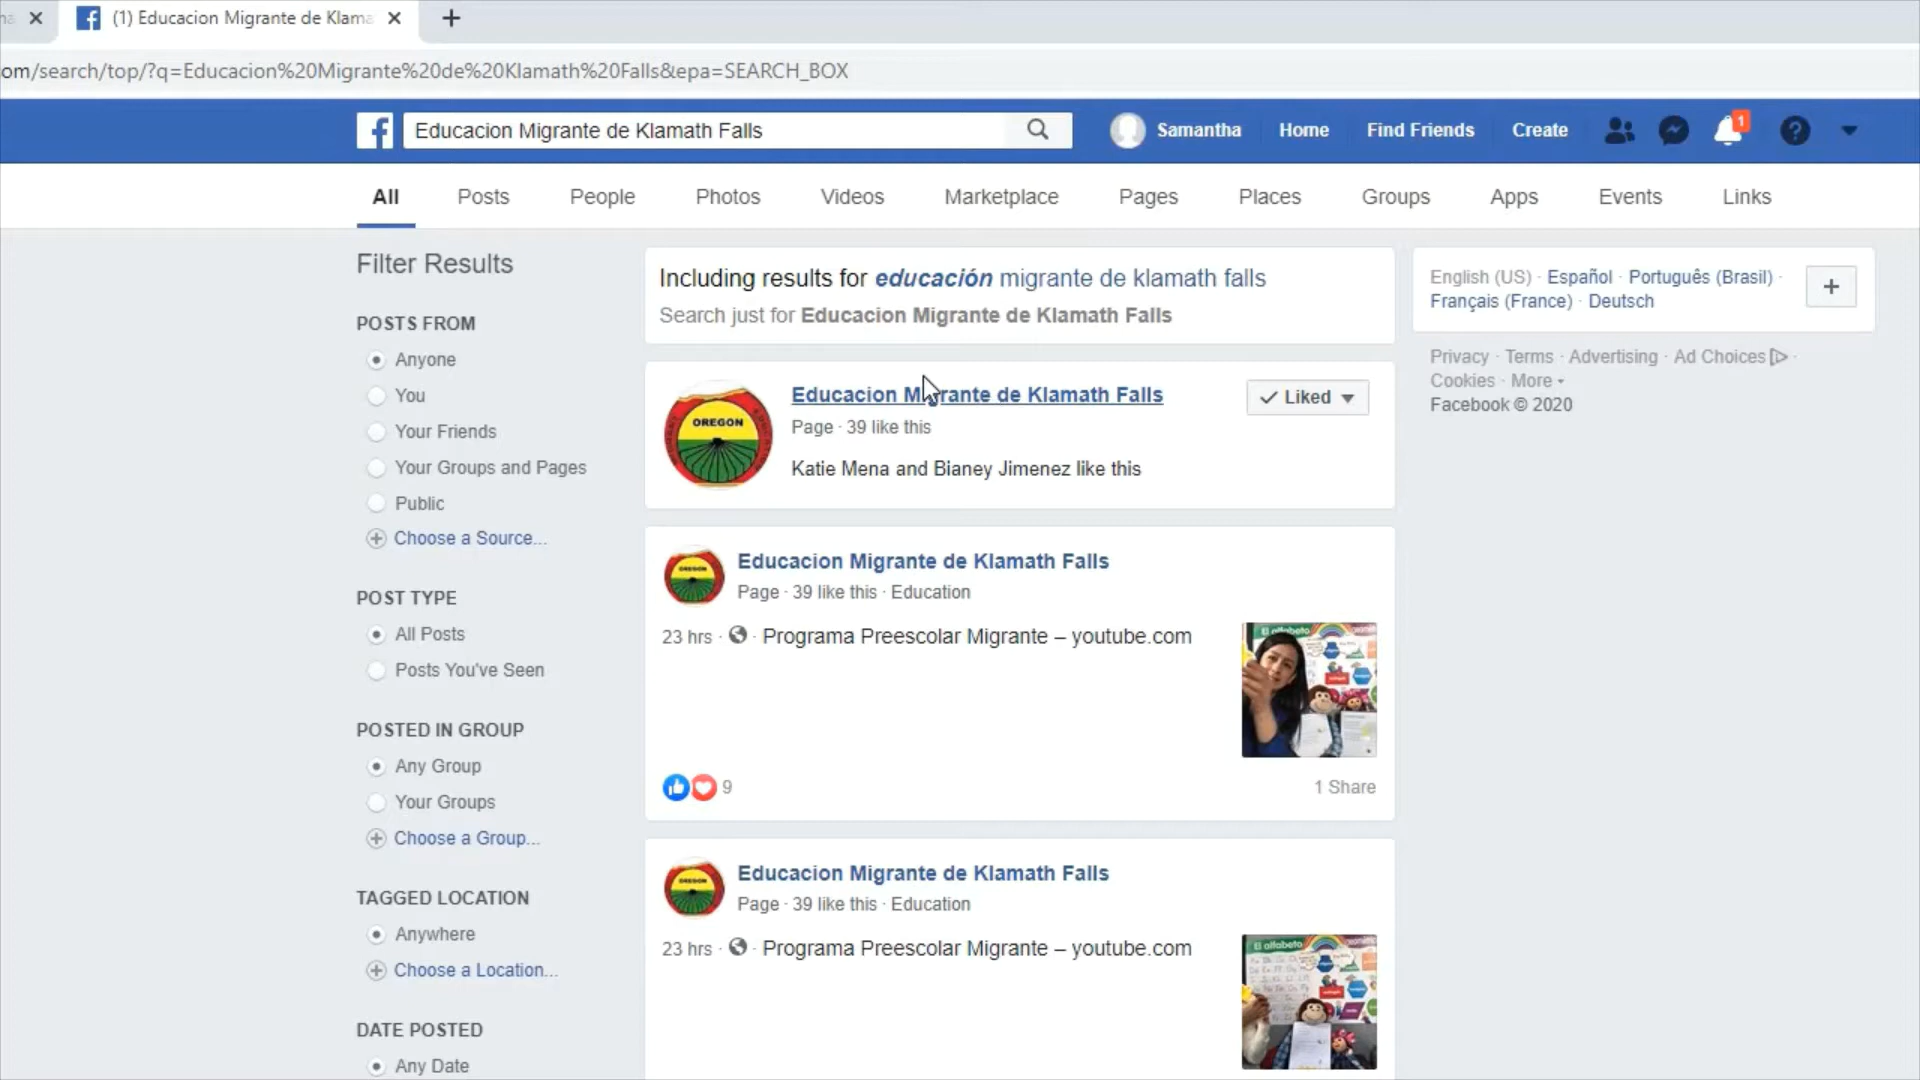 (1) Educacion Migrante de Klama
om/search/top/?q=Educacion%20Migrante%20de%20Klamath%20Falls&epa=SEARCH_BOX
Educacion Migrante de Klamath Falls
Samantha
Home
Find Friends
Create
1
All
Posts
People
Photos
Videos
Marketplace
Pages
Places
Groups
Apps
Events
Links
Filter Results
POSTS FROM
Anyone
You
Your Friends
Your Groups and Pages
Public
Choose a Source...
POST TYPE
All Posts
Posts You've Seen
POSTED IN GROUP
Any Group
Your Groups
Choose a Group...
TAGGED LOCATION
Anywhere
Choose a Location...
DATE POSTED
Any Date
Including results for educación migrante de klamath falls
Search just for Educacion Migrante de Klamath Falls
OREGON
Educacion Migrante de Klamath Falls
Page · 39 like this
Katie Mena and Bianey Jimenez like this
Liked
OREGON
Educacion Migrante de Klamath Falls
Page · 39 like this · Education
23 hrs · Programa Preescolar Migrante – youtube.com
El alfabeto
9
1 Share
OREGON
Educacion Migrante de Klamath Falls
Page · 39 like this · Education
23 hrs · Programa Preescolar Migrante – youtube.com
El alfabeto
English (US) · Español · Português (Brasil) ·
Français (France) · Deutsch
Privacy · Terms · Advertising · Ad Choices ·
Cookies · More
Facebook © 2020